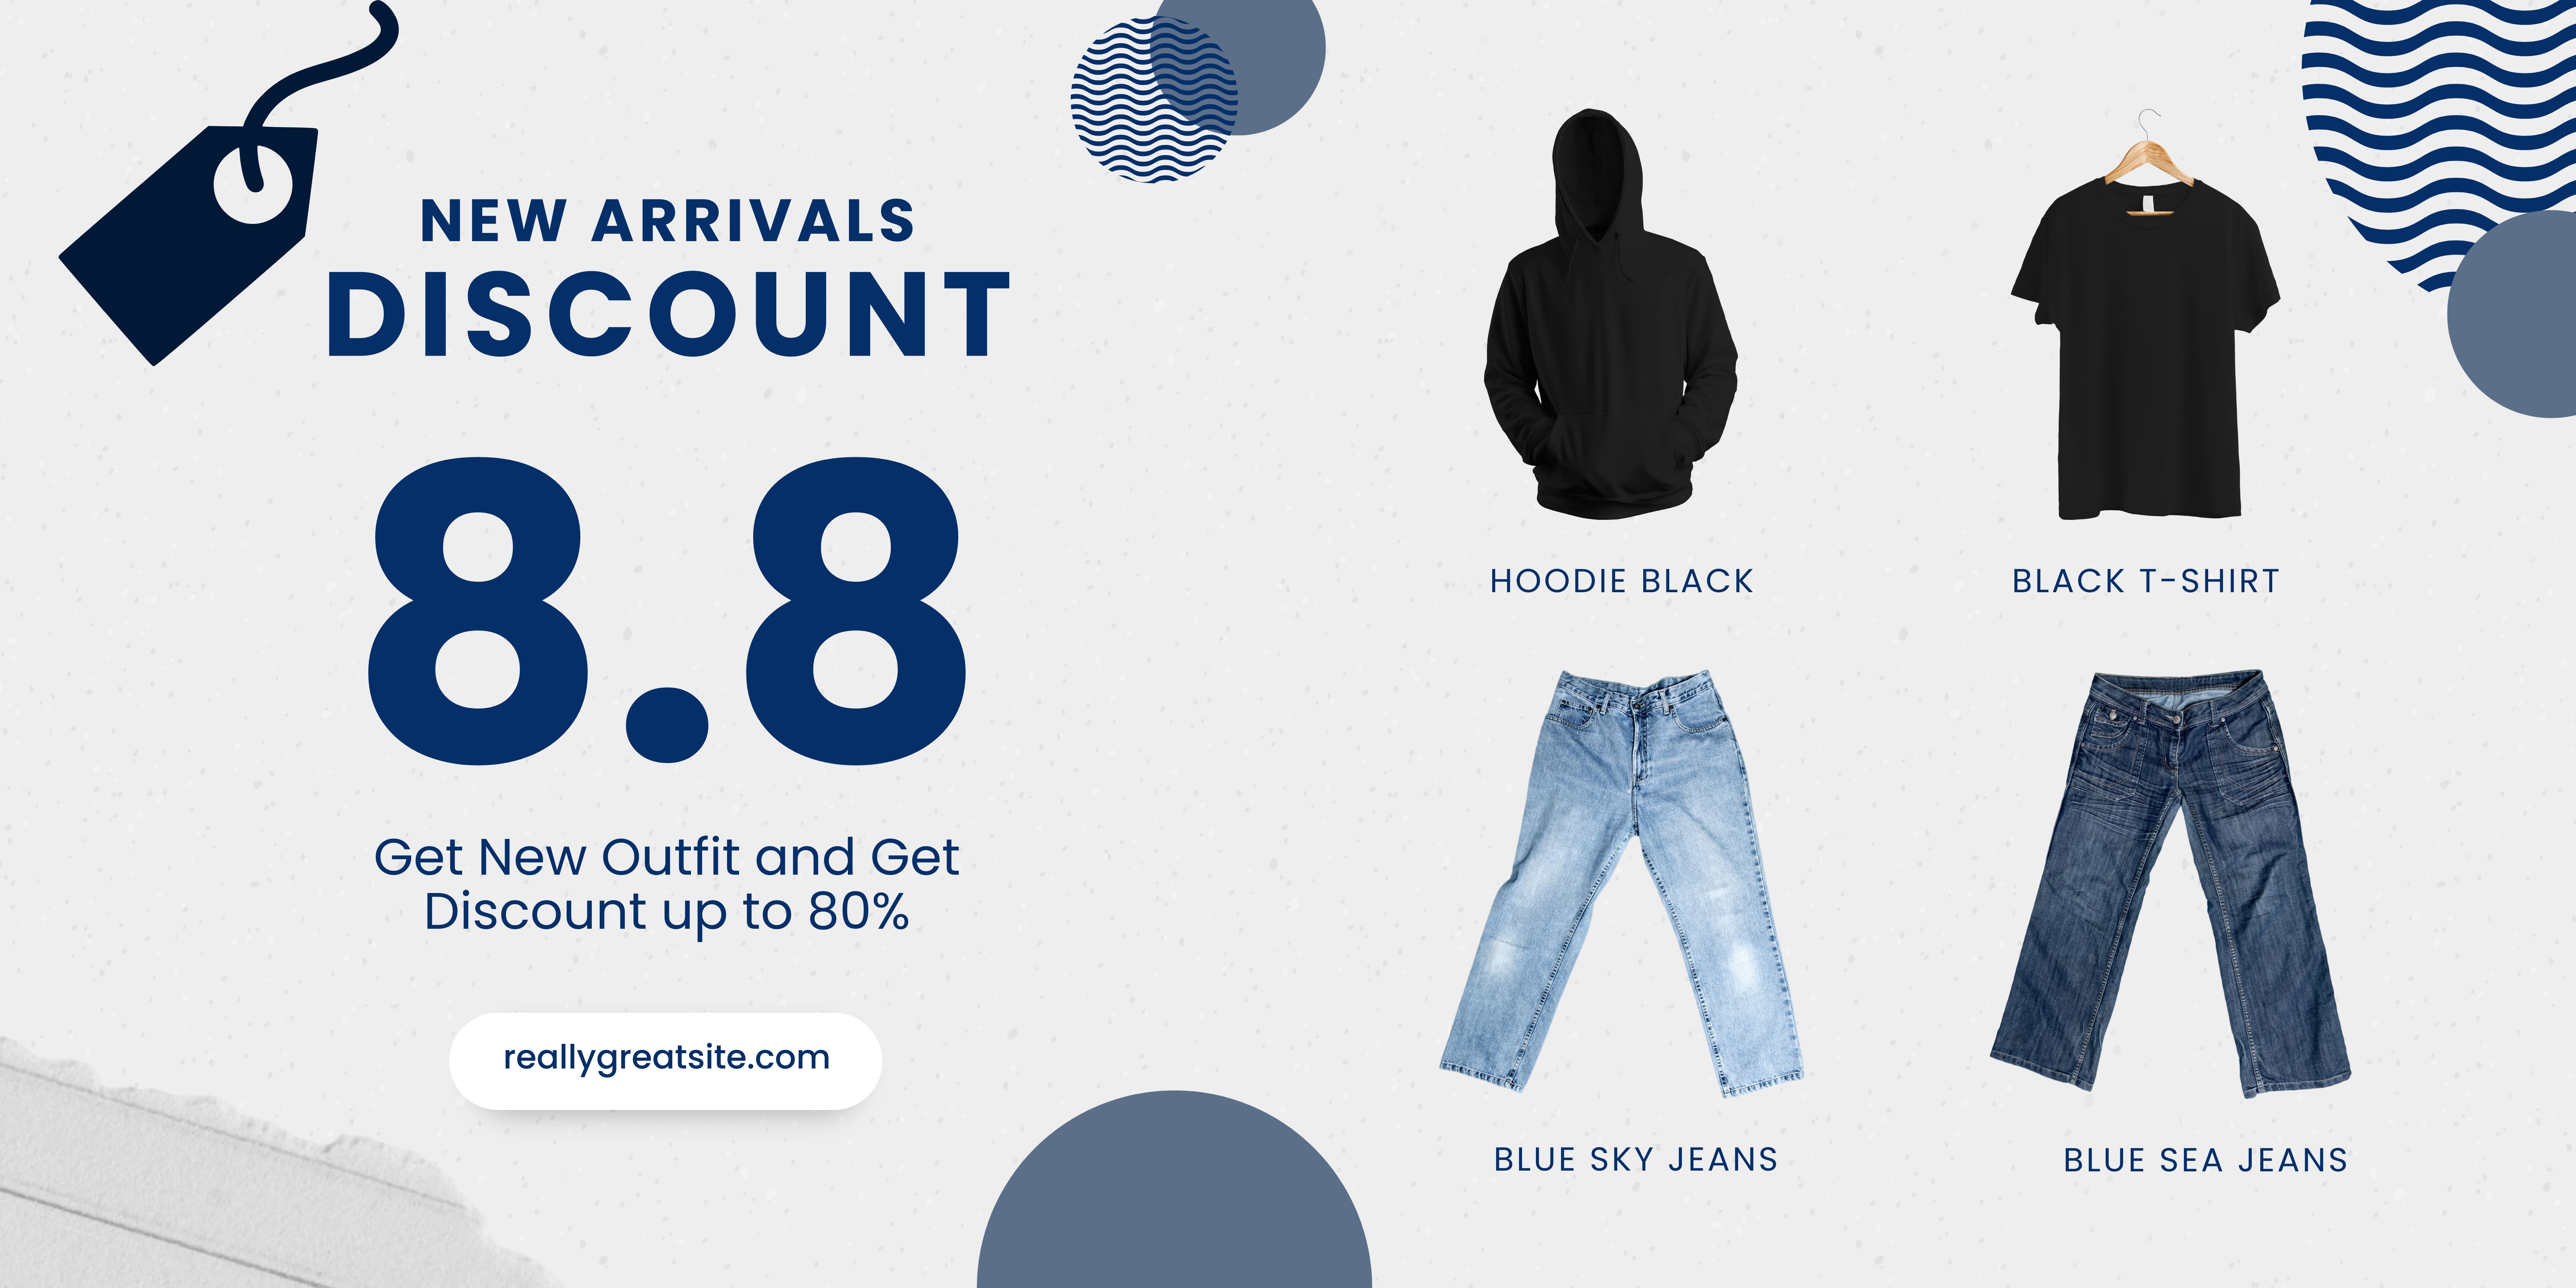 NEW ARRIVALS
DISCOUNT
8.8
Get New Outfit and Get
Discount up to 80%
reallygreatsite.com
HOODIE BLACK
BLACK T-SHIRT
BLUE SKY JEANS
BLUE SEA JEANS